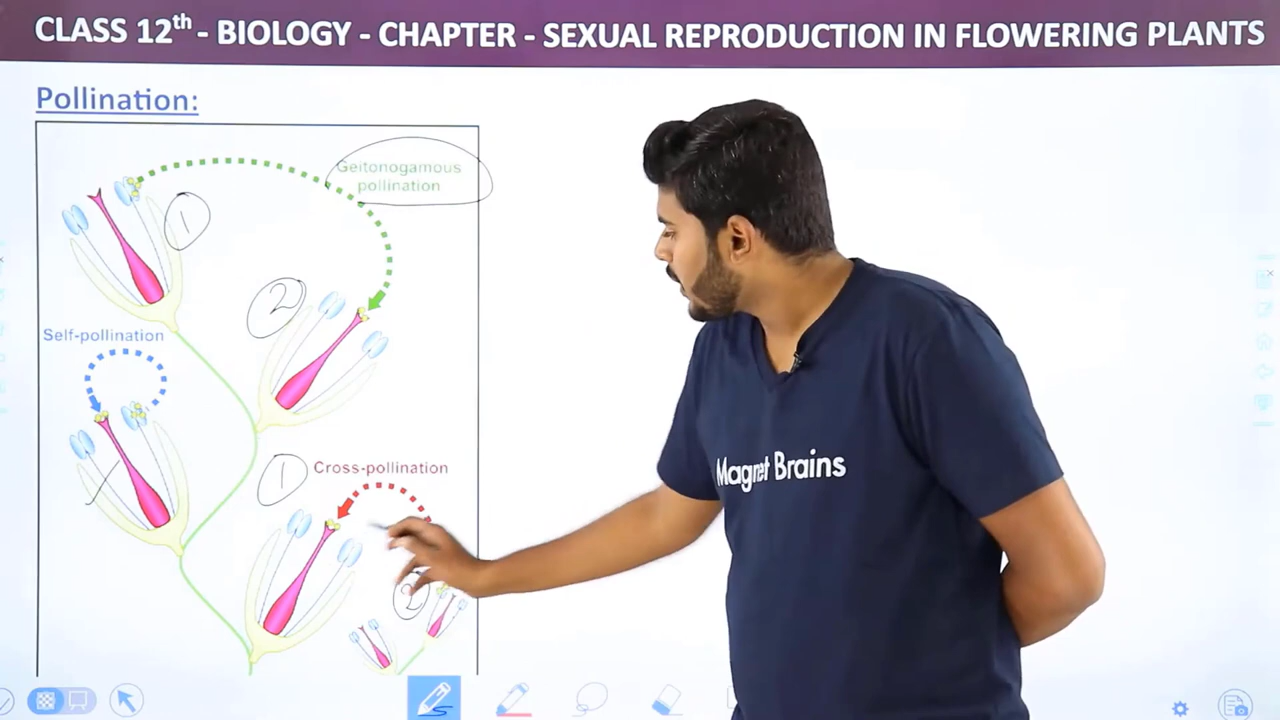 CLASS 12th - BIOLOGY - CHAPTER - SEXUAL REPRODUCTION IN FLOWERING PLANTS
Pollination:
Geitonogamous
pollination
1
2
Self-pollination
1
Cross-pollination
2
Magnet Brains